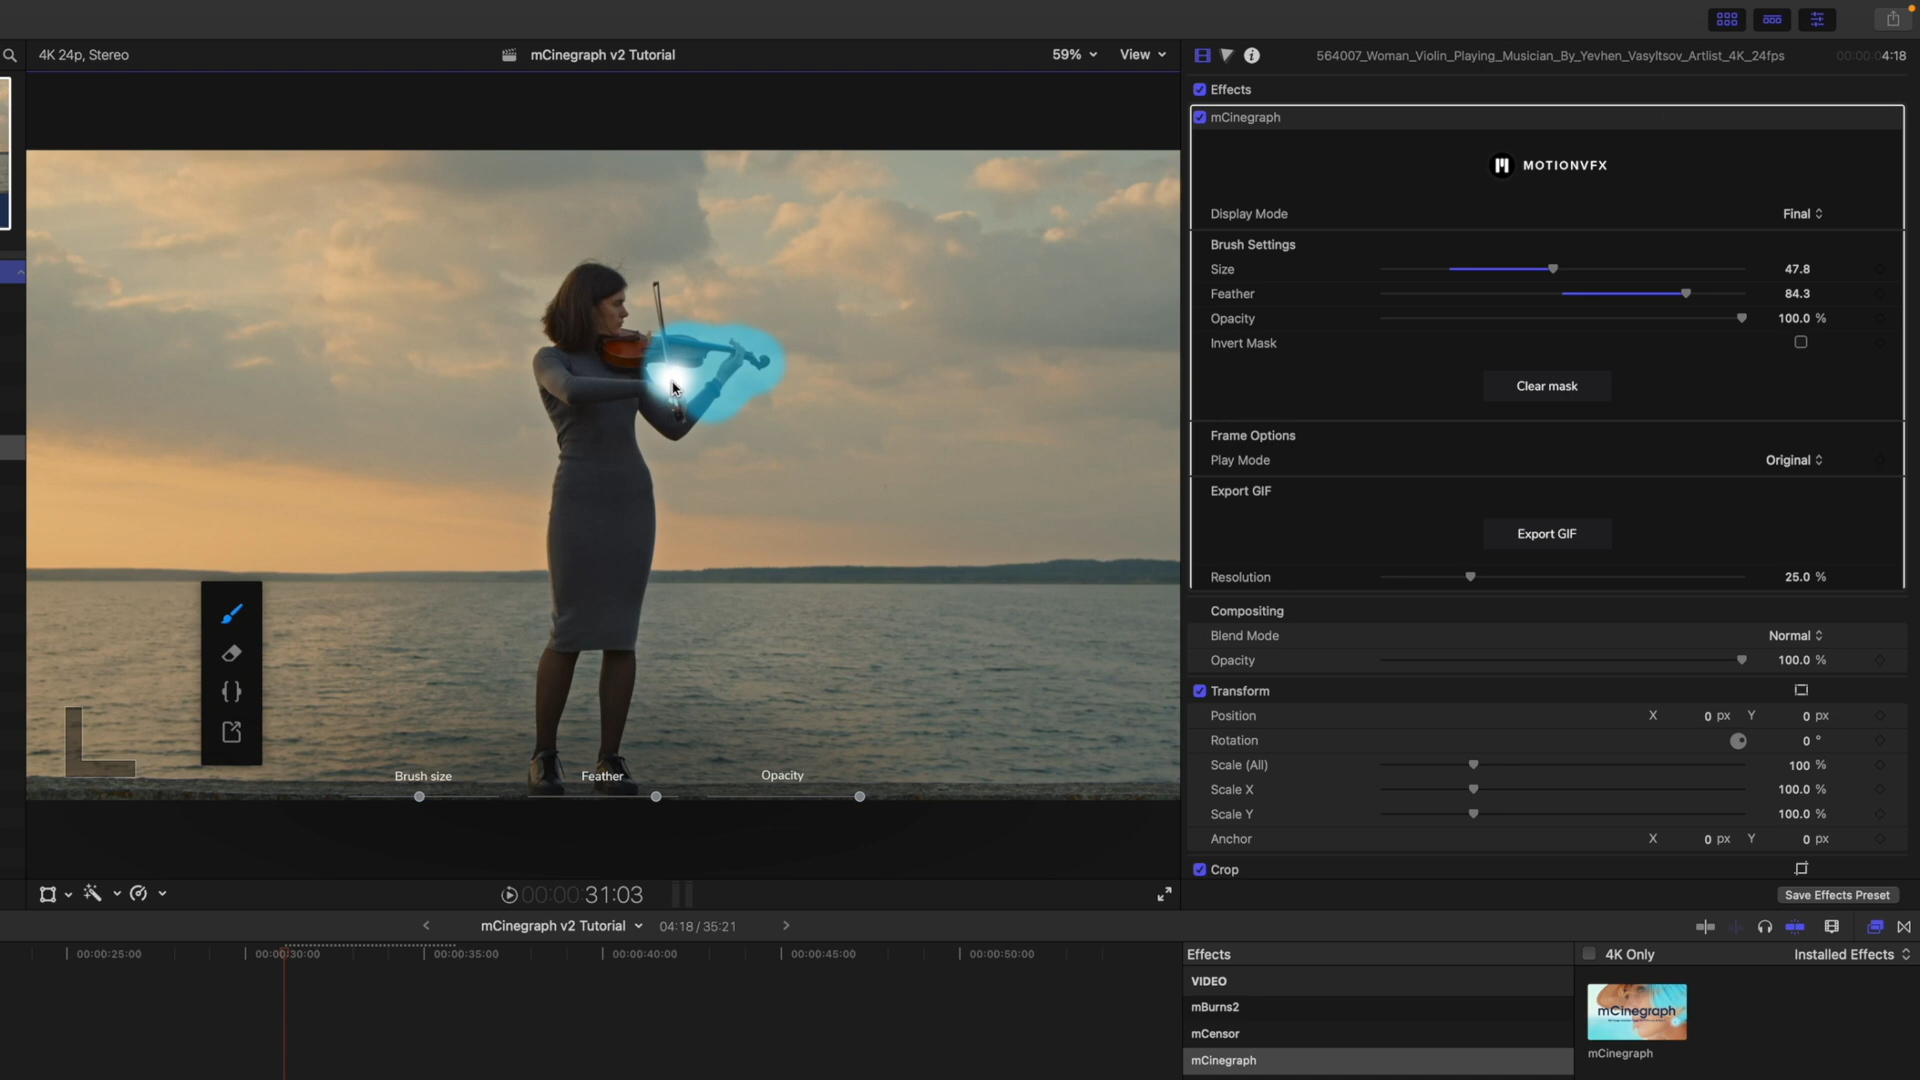 4K 24p, Stereo
mCinegraph v2 Tutorial
59%
View
564007_Woman_Violin_Playing_Musician_By_Yevhen_Vasyltsov_Artlist_4K_24fps
00:00:04:18
Effects
mCinegraph
MOTIONVFX
Display Mode
Final
Brush Settings
Size
47.8
Feather
84.3
Opacity
100.0 %
Invert Mask
Clear mask
Frame Options
Play Mode
Original
Export GIF
Export GIF
Resolution
25.0 %
Compositing
Blend Mode
Normal
Opacity
100.0 %
Transform
Position
X 0 px Y 0 px
Rotation
0 °
Scale (All)
100 %
Scale X
100.0 %
Scale Y
100.0 %
Anchor
X 0 px Y 0 px
Crop
Save Effects Preset
Brush size
Feather
Opacity
00:00:31:03
mCinegraph v2 Tutorial
04:18 / 35:21
00:00:25:00
00:00:30:00
00:00:35:00
00:00:40:00
00:00:45:00
00:00:50:00
Effects
4K Only
Installed Effects
VIDEO
mBurns2
mCensor
mCinegraph
mCinegraph
mCinegraph